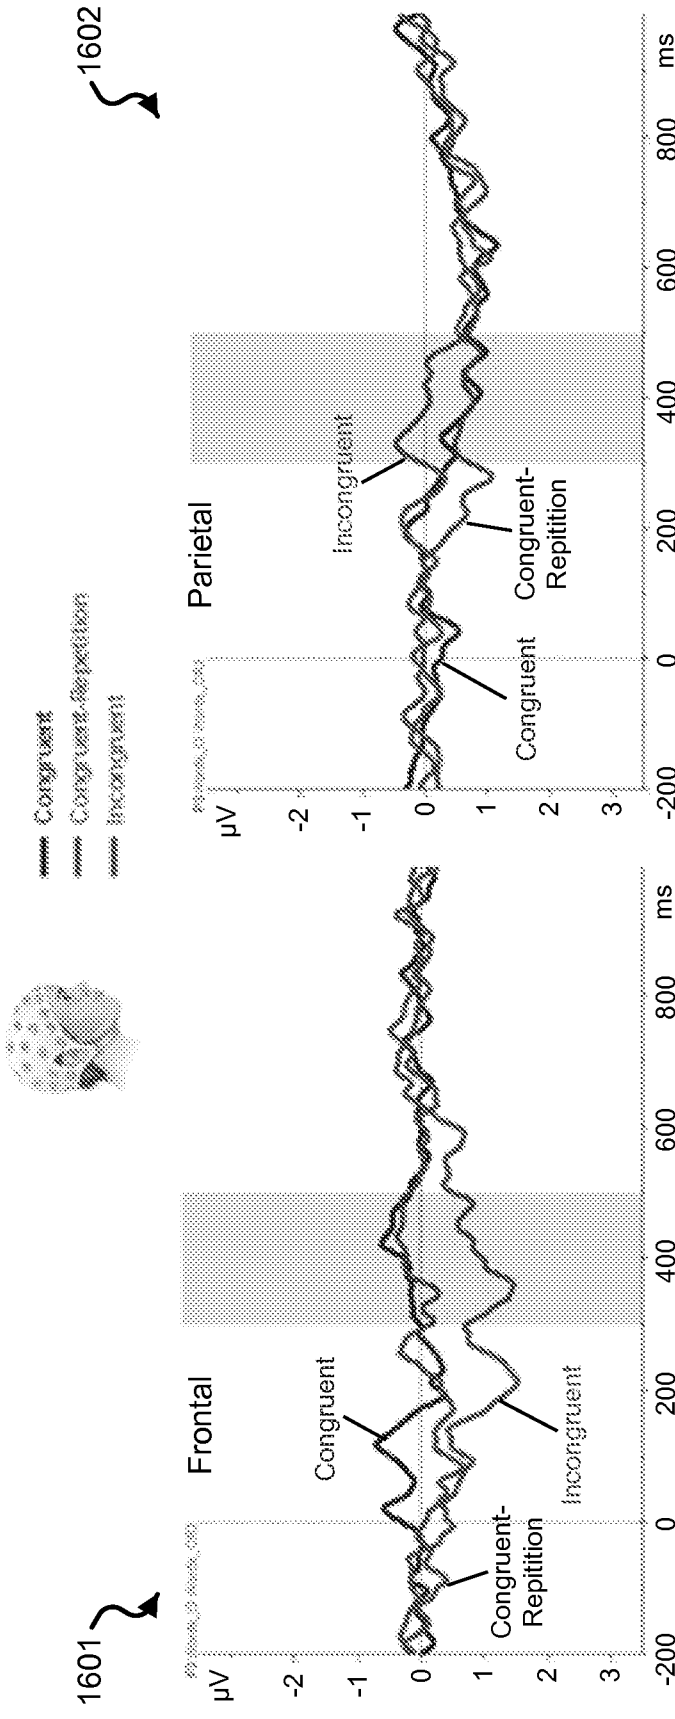 Congruent
Congruent-Repetition
Incongruent
1601
Frontal
µV
-2
-1
0
1
2
3
-200
0
200
400
600
800
ms
Congruent
Congruent-
Repitition
Incongruent
1602
Parietal
µV
-2
-1
0
1
2
3
-200
0
200
400
600
800
ms
Incongruent
Congruent
Congruent-
Repitition